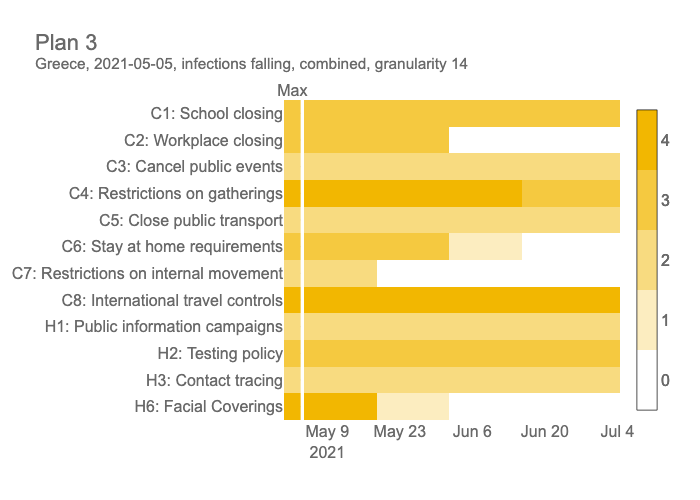 Plan 3
Greece, 2021-05-05, infections falling, combined, granularity 14
Max
C1: School closing
C2: Workplace closing
C3: Cancel public events
C4: Restrictions on gatherings
C5: Close public transport
C6: Stay at home requirements
C7: Restrictions on internal movement
C8: International travel controls
H1: Public information campaigns
H2: Testing policy
H3: Contact tracing
H6: Facial Coverings
May 9 May 23 Jun 6 Jun 20 Jul 4
2021
4
3
2
1
0